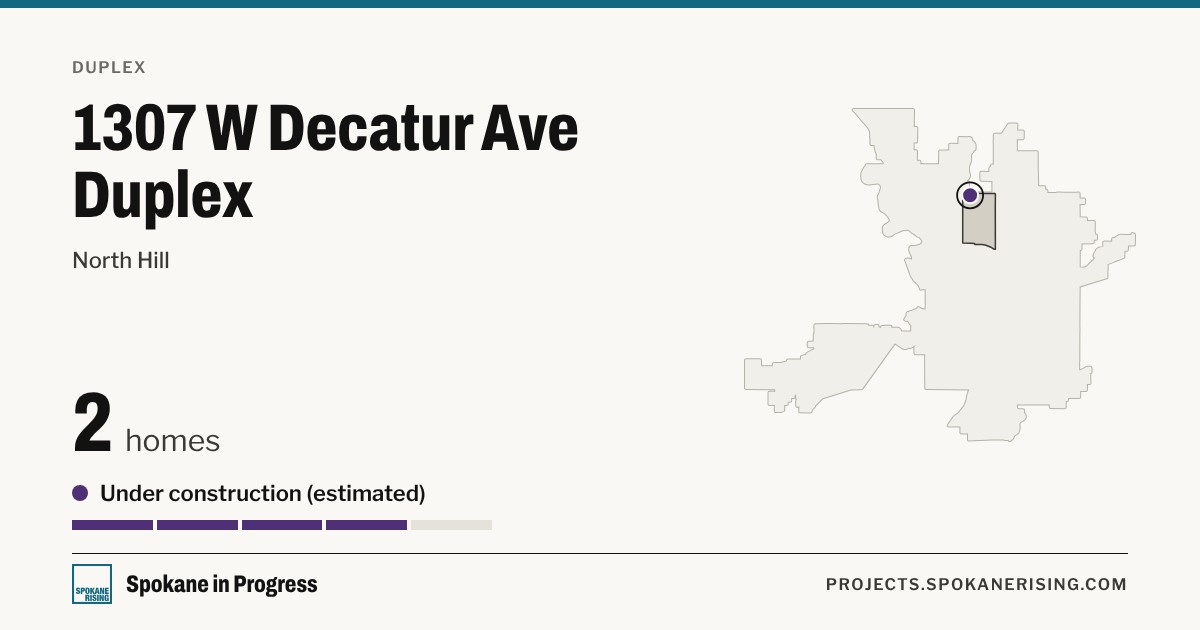 DUPLEX
1307 W Decatur Ave
Duplex
North Hill
2 homes
Under construction (estimated)
SPOKANE
RISING
Spokane in Progress
PROJECTS.SPOKANERISING.COM